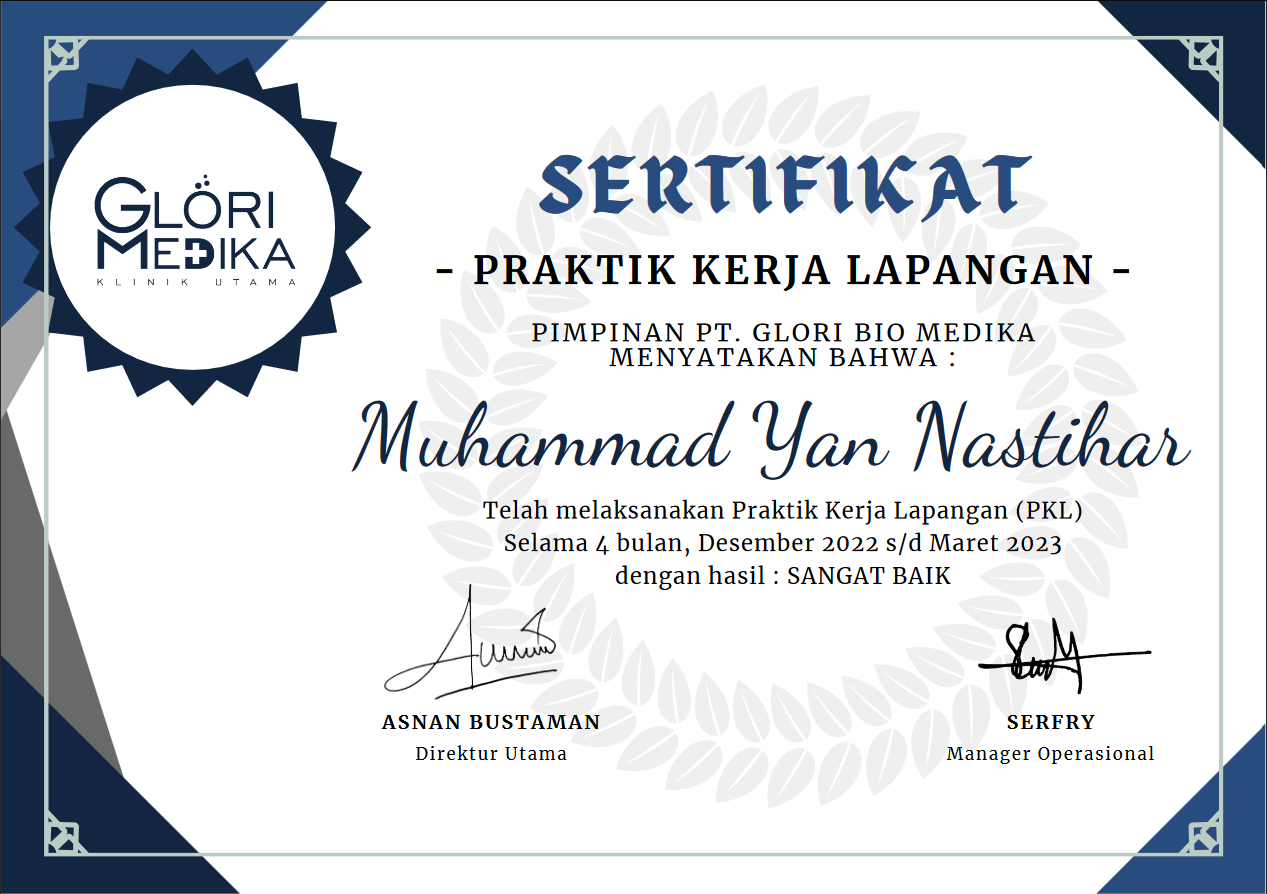 GLÖRI
MEDIKA
KLINIK UTAMA
SERTIFIKAT
- PRAKTIK KERJA LAPANGAN -
PIMPINAN PT. GLORI BIO MEDIKA
MENYATAKAN BAHWA :
Muhammad Yan Nastihar
Telah melaksanakan Praktik Kerja Lapangan (PKL)
Selama 4 bulan, Desember 2022 s/d Maret 2023
dengan hasil : SANGAT BAIK
ASNAN BUSTAMAN
Direktur Utama
SERFRY
Manager Operasional